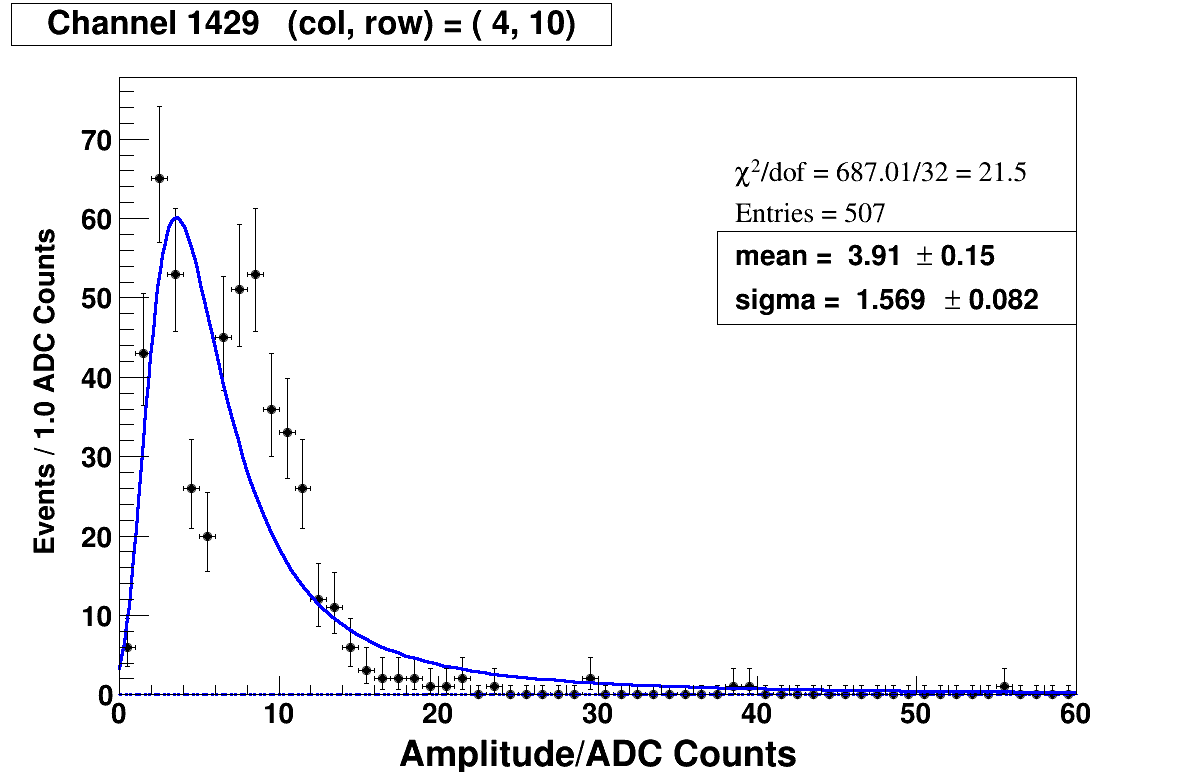 Channel 1429 (col, row) = ( 4, 10)
χ²/dof = 687.01/32 = 21.5
Entries = 507
mean = 3.91 ± 0.15
sigma = 1.569 ± 0.082
Events / 1.0 ADC Counts
70
60
50
40
30
20
10
0
0 10 20 30 40 50 60
Amplitude/ADC Counts